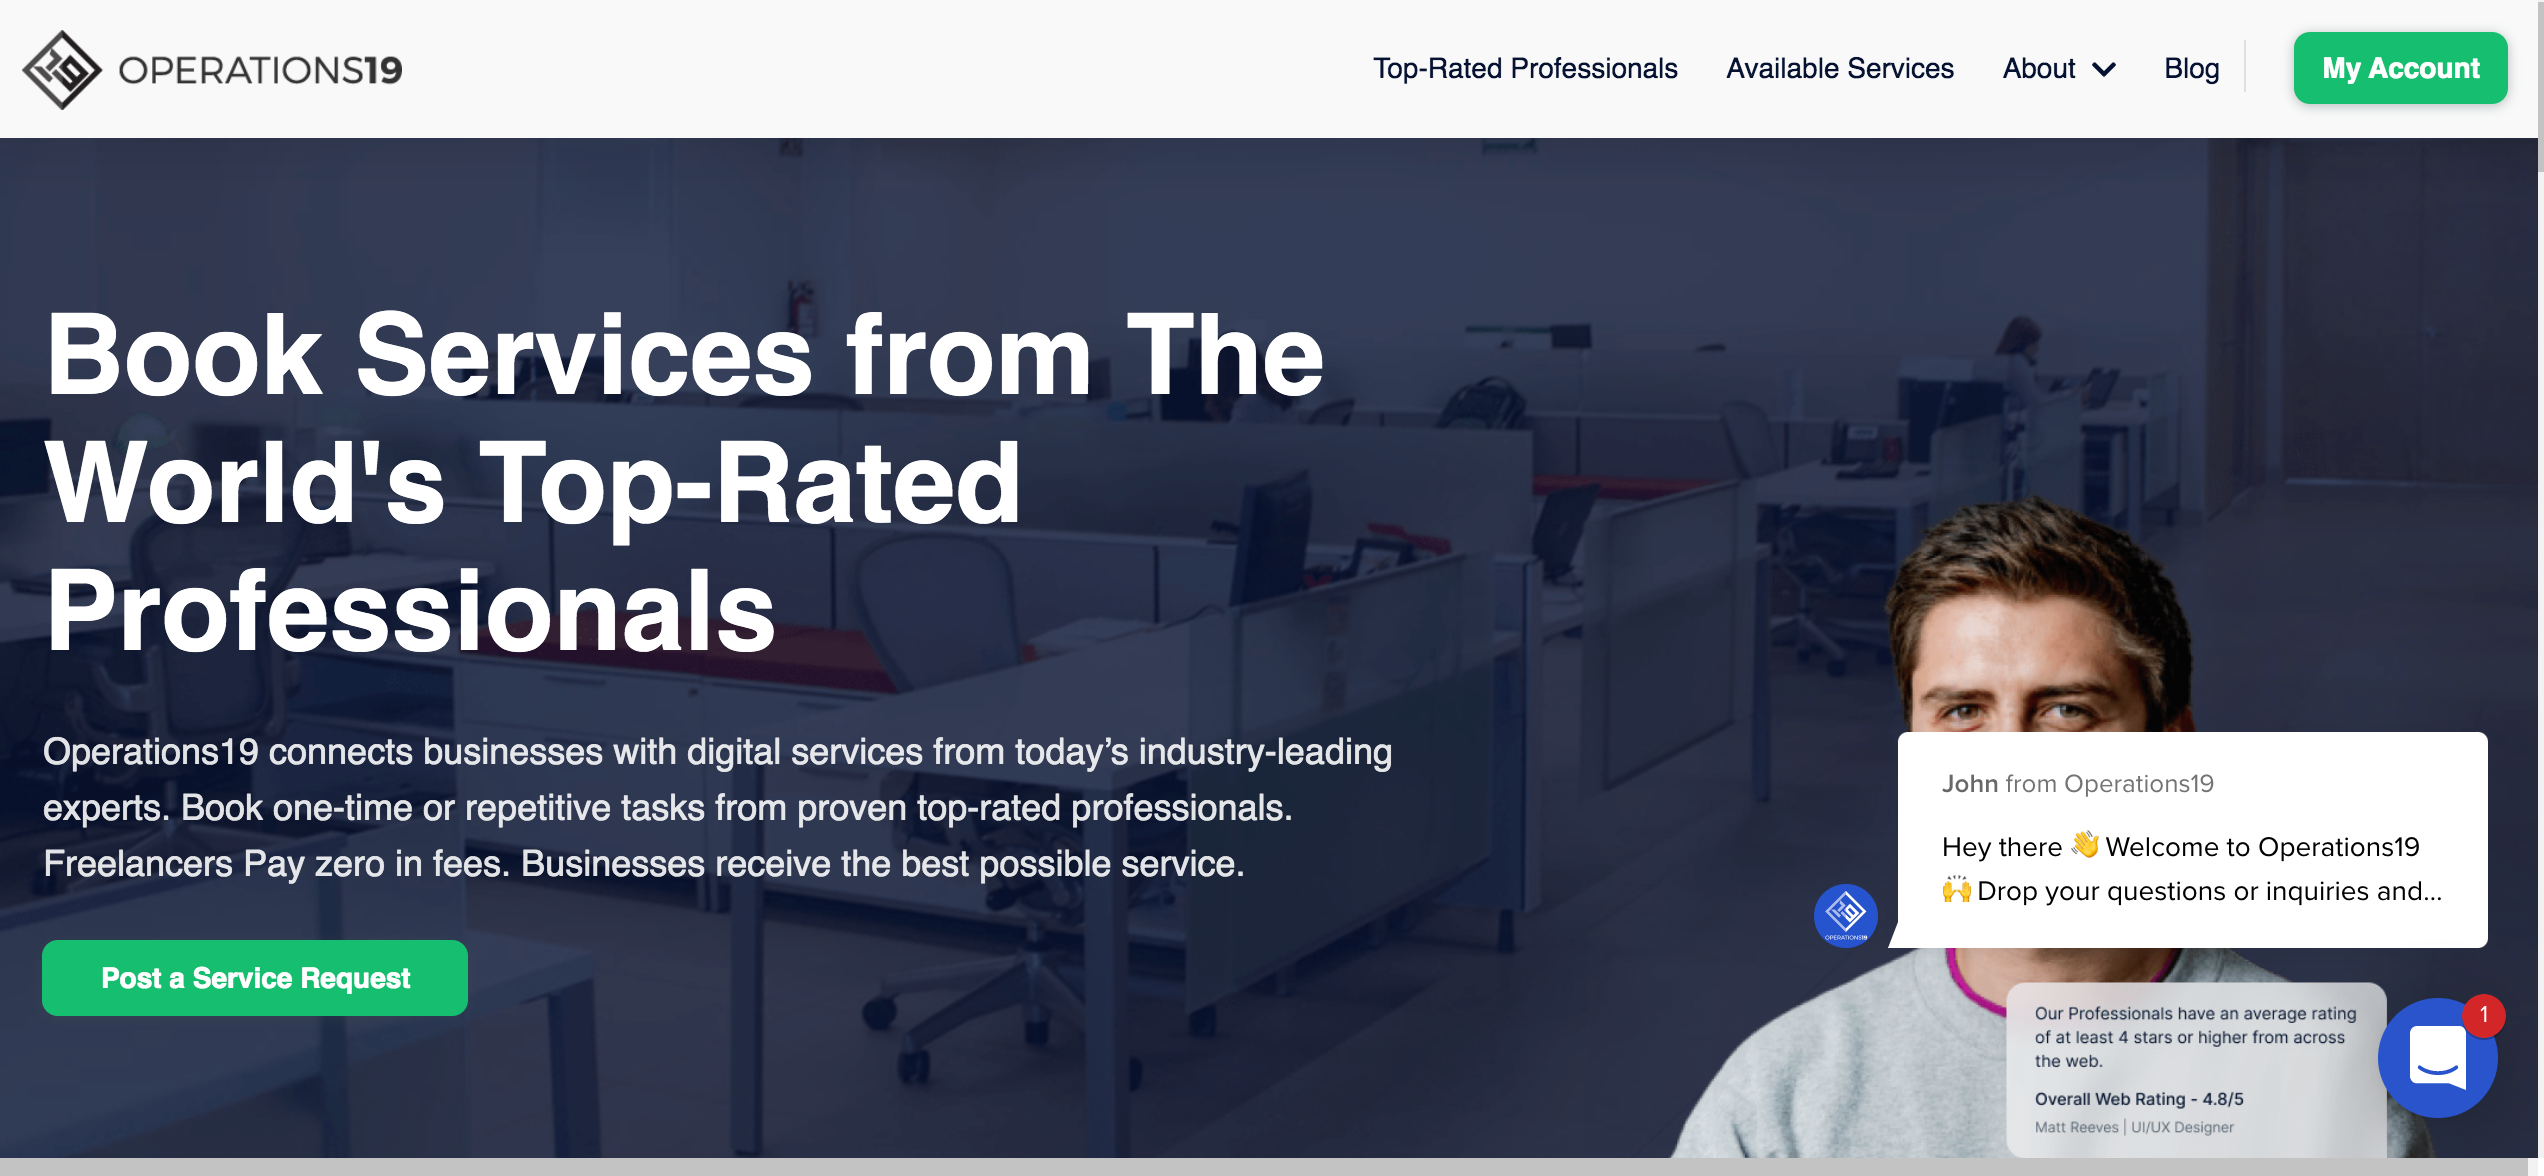 OPERATIONS19
Top-Rated Professionals
Available Services
About
Blog
My Account
Book Services from The
World's Top-Rated
Professionals
Operations19 connects businesses with digital services from today’s industry-leading
experts. Book one-time or repetitive tasks from proven top-rated professionals.
Freelancers Pay zero in fees. Businesses receive the best possible service.
Post a Service Request
John from Operations19
Hey there 👋 Welcome to Operations19
🙌 Drop your questions or inquiries and...
OPERATIONS19
Our Professionals have an average rating
of at least 4 stars or higher from across
the web.
Overall Web Rating - 4.8/5
Matt Reeves | UI/UX Designer
1